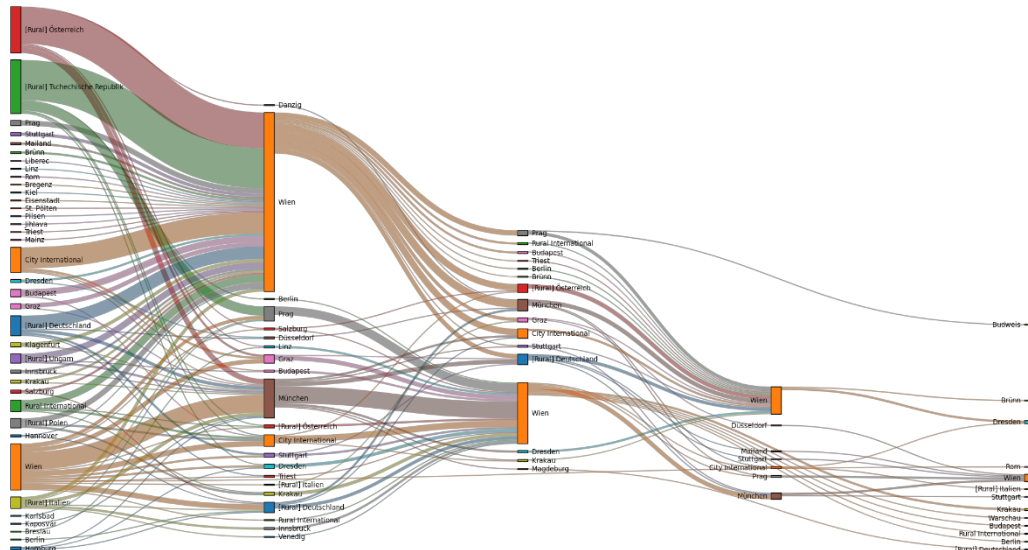 [Rural] Österreich
[Rural] Tschechische Republik
Prag
Stuttgart
Mailand
Brünn
Liberec
Linz
Rom
Bregenz
Kiel
Eisenstadt
St. Pölten
Pilsen
Jihlava
Triest
Mainz
City International
Dresden
Budapest
Graz
[Rural] Deutschland
Klagenfurt
[Rural] Ungarn
Innsbruck
Krakau
Salzburg
Rural International
[Rural] Polen
Hannover
Wien
[Rural] Italien
Karlsbad
Kaposvár
Breslau
Berlin
Hamburg
Danzig
Wien
Berlin
Prag
Salzburg
Düsseldorf
Linz
Graz
Budapest
München
[Rural] Österreich
City International
Stuttgart
Dresden
Triest
[Rural] Italien
Krakau
[Rural] Deutschland
Rural International
Innsbruck
Venedig
Prag
Rural International
Budapest
Triest
Berlin
Brünn
[Rural] Österreich
München
Graz
City International
Stuttgart
[Rural] Deutschland
Wien
Dresden
Krakau
Magdeburg
Wien
Düsseldorf
Mailand
Stuttgart
City International
Prag
München
Budweis
Brünn
Dresden
Rom
Wien
[Rural] Italien
Stuttgart
Krakau
Warschau
Budapest
Rural International
Berlin
[Rural] Deutschland